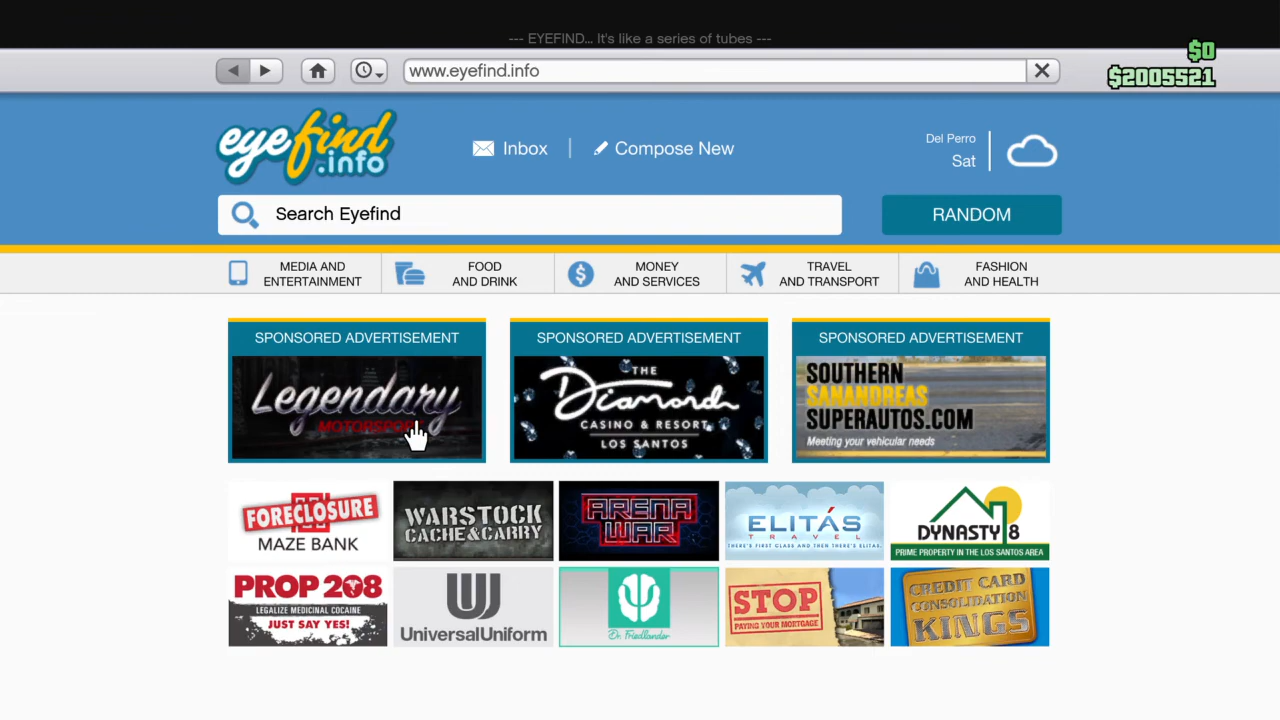 --- EYEFIND... It's like a series of tubes ---
$0
www.eyefind.info
$2005521
eyefind
.info
Inbox
Compose New
Del Perro
Sat
Search Eyefind
RANDOM
MEDIA AND
ENTERTAINMENT
FOOD
AND DRINK
MONEY
AND SERVICES
TRAVEL
AND TRANSPORT
FASHION
AND HEALTH
SPONSORED ADVERTISEMENT
Legendary
MOTORSPORT
SPONSORED ADVERTISEMENT
THE
Diamond
CASINO & RESORT
LOS SANTOS
SPONSORED ADVERTISEMENT
SOUTHERN
SANANDREAS
SUPERAUTOS.COM
Meeting your vehicular needs
FORECLOSURE
MAZE BANK
WARSTOCK
CACHE&CARRY
ARENA
WAR
ELITÁS
TRAVEL
THERE'S FIRST CLASS AND THEN THERE'S ELITAS.
DYNASTY 8
PRIME PROPERTY IN THE LOS SANTOS AREA
PROP 208
LEGALIZE MEDICINAL COCAINE
JUST SAY YES!
UniversalUniform
Dr. Friedlander
STOP
PAYING YOUR MORTGAGE
CREDIT CARD
CONSOLIDATION
KINGS